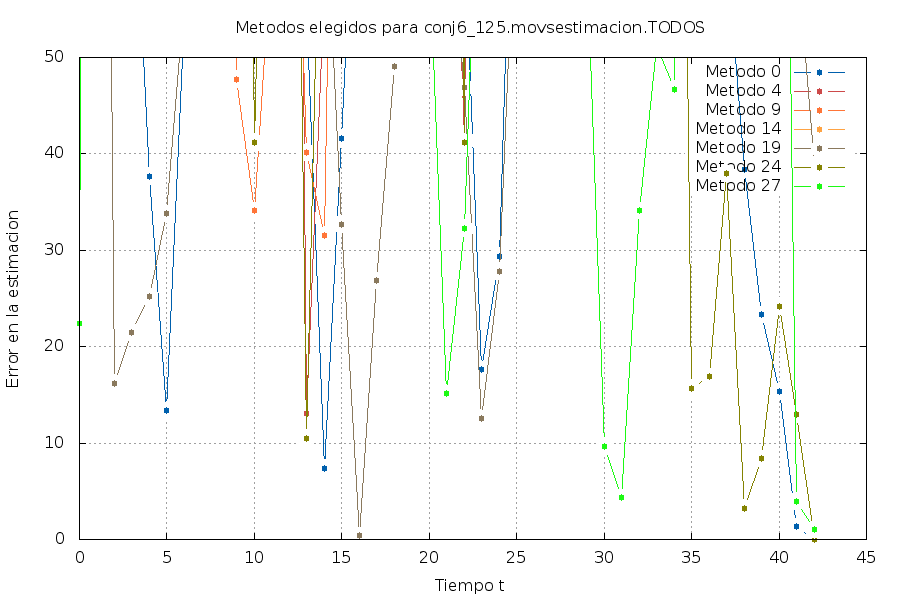 Metodos elegidos para conj6_125.movsestimacion.TODOS
Error en la estimacion
50
40
30
20
10
0
Metodo 0
Metodo 4
Metodo 9
Metodo 14
Metodo 19
Metodo 24
Metodo 27
0 5 10 15 20 25 30 35 40 45
Tiempo t